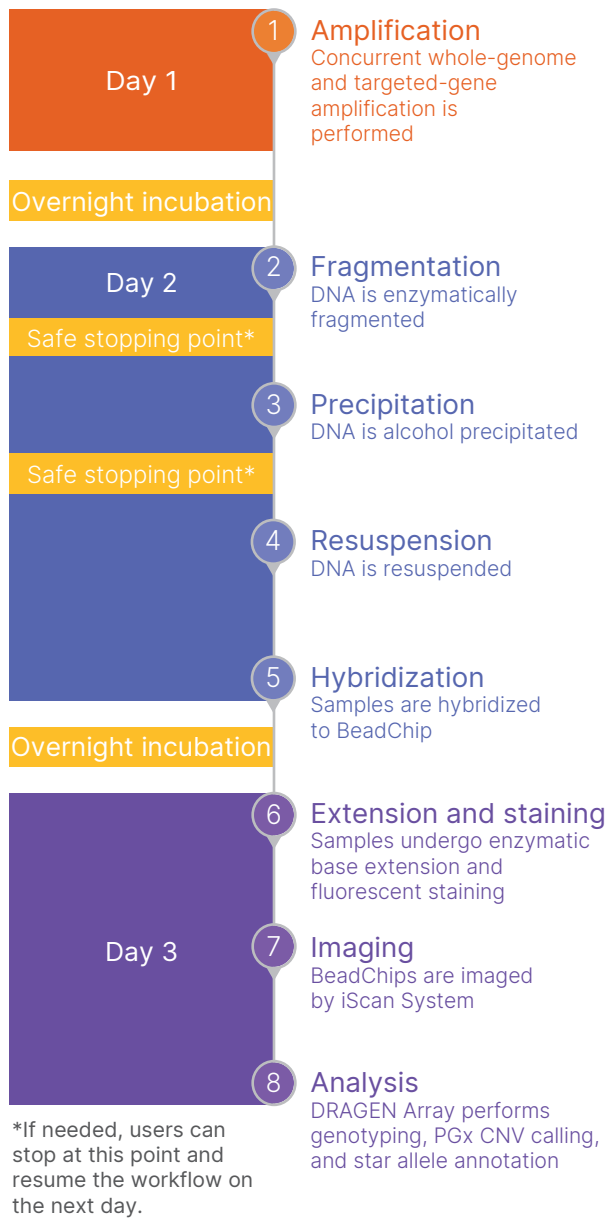 Day 1
1
Amplification
Concurrent whole-genome
and targeted-gene
amplification is
performed
Overnight incubation
Day 2
2
Fragmentation
DNA is enzymatically
fragmented
Safe stopping point*
3
Precipitation
DNA is alcohol precipitated
Safe stopping point*
4
Resuspension
DNA is resuspended
5
Hybridization
Samples are hybridized
to BeadChip
Overnight incubation
6
Extension and staining
Samples undergo enzymatic
base extension and
fluorescent staining
Day 3
7
Imaging
BeadChips are imaged
by iScan System
8
Analysis
DRAGEN Array performs
genotyping, PGx CNV calling,
and star allele annotation
*If needed, users can
stop at this point and
resume the workflow on
the next day.